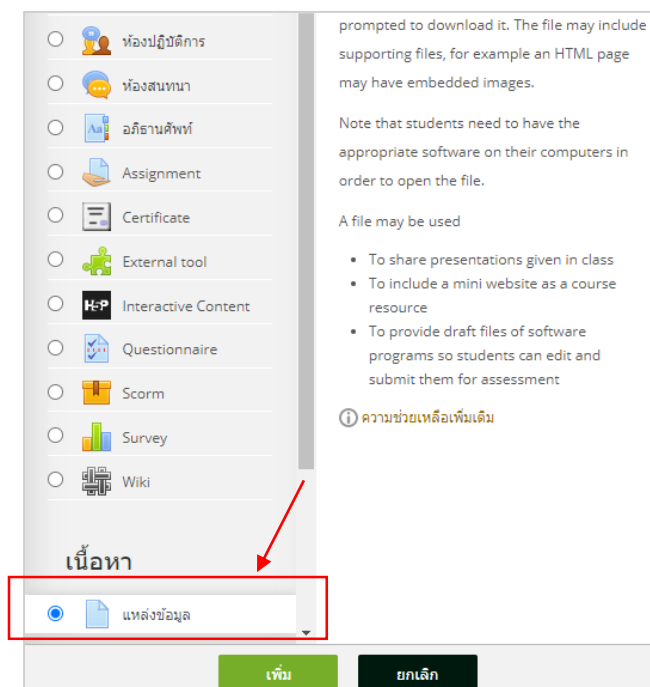 ห้องปฏิบัติการ
ห้องสนทนา
อภิธานศัพท์
Assignment
Certificate
External tool
H5P Interactive Content
Questionnaire
Scorm
Survey
Wiki
เนื้อหา
แหล่งข้อมูล
prompted to download it. The file may include
supporting files, for example an HTML page
may have embedded images.
Note that students need to have the
appropriate software on their computers in
order to open the file.
A file may be used
• To share presentations given in class
• To include a mini website as a course
resource
• To provide draft files of software
programs so students can edit and
submit them for assessment
ความช่วยเหลือเพิ่มเติม
เพิ่ม
ยกเลิก